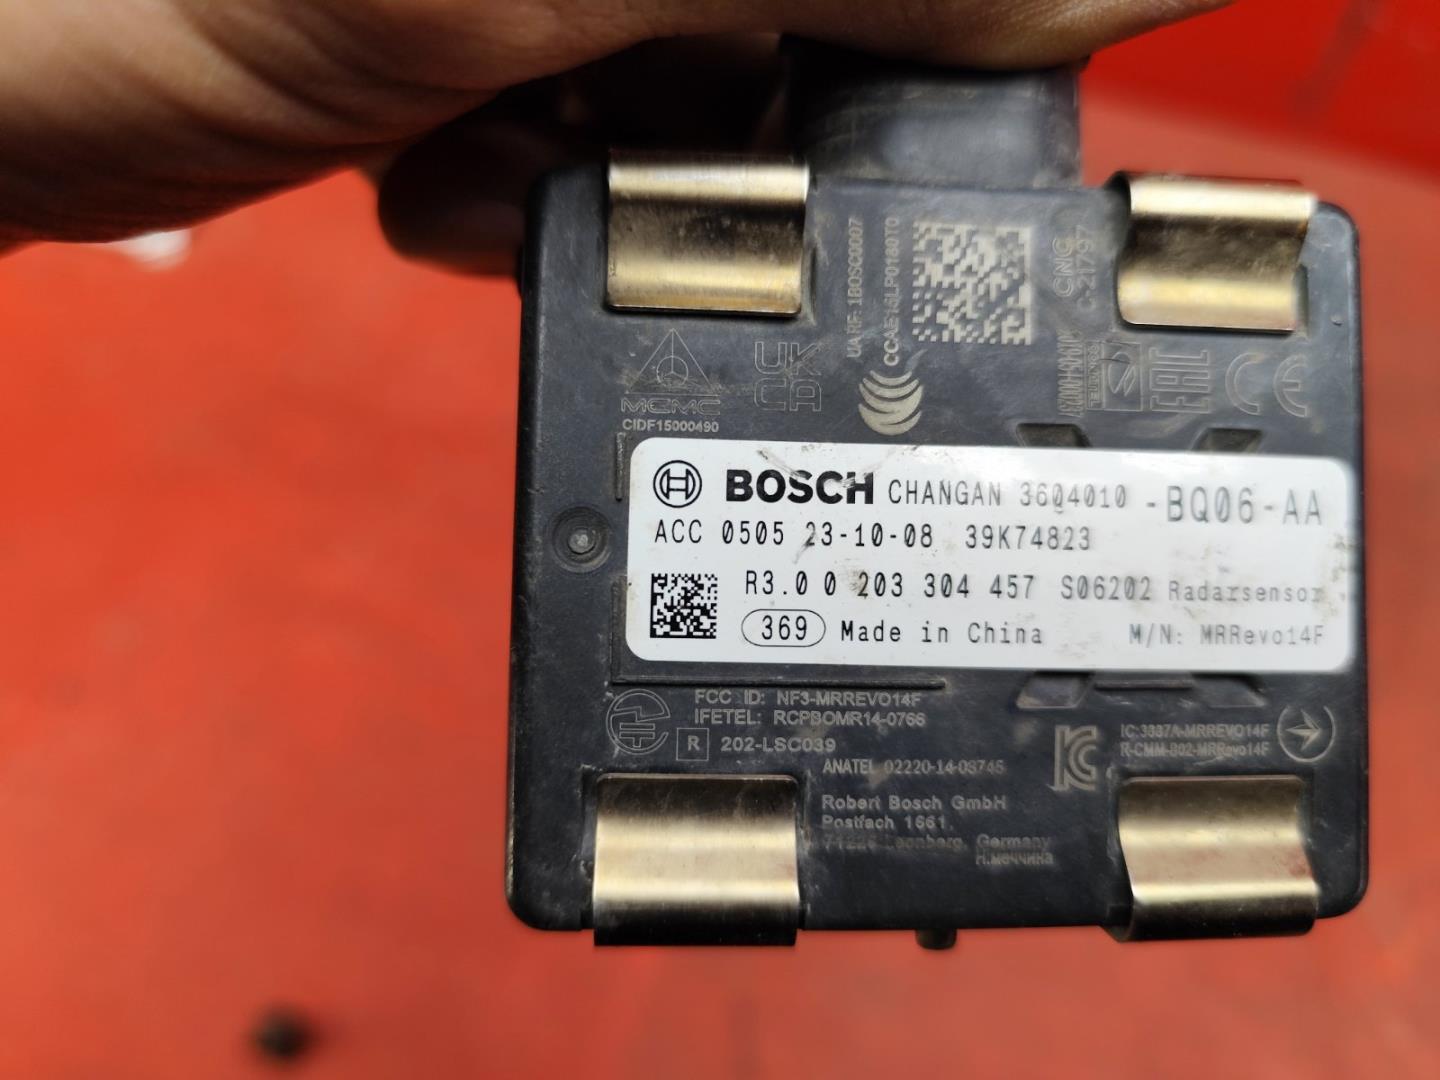 UA RF: 1BOSC0007
CCAE15LP0180T0
CNC
C-21797
MCMC
CIDF15000490
UK
CA
EAC
CE
BOSCH CHANGAN 3604010 -BQ06-AA
ACC 0505 23-10-08 39K74823
R3.0 0 203 304 457 S06202 Radarsensor
369 Made in China M/N: MRRevo14F
FCC ID: NF3-MRREVO14F
IFETEL: RCPBOMR14-0766
R 202-LSC039
ANATEL 02220-14-03745
IC:3887A-MRREVO14F
R-CMM-B02-MRRevo14F
Robert Bosch GmbH
Postfach 1661,
Leonberg, Germany